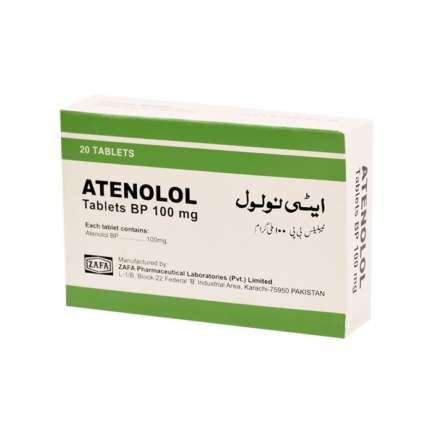 20 TABLETS
ATENOLOL
Tablets BP 100 mg
Each tablet contains:
Atenolol BP..............100mg.
ایٹی نولول
ٹیبلیٹس بی پی ۱۰۰ ملی گرام
ZAFA
Manufactured by:
ZAFA Pharmaceutical Laboratories (Pvt.) Limited
L-1/B, Block-22 Federal 'B' Industrial Area, Karachi-75950.PAKISTAN
ATENOLOL
Tablets BP 100 mg